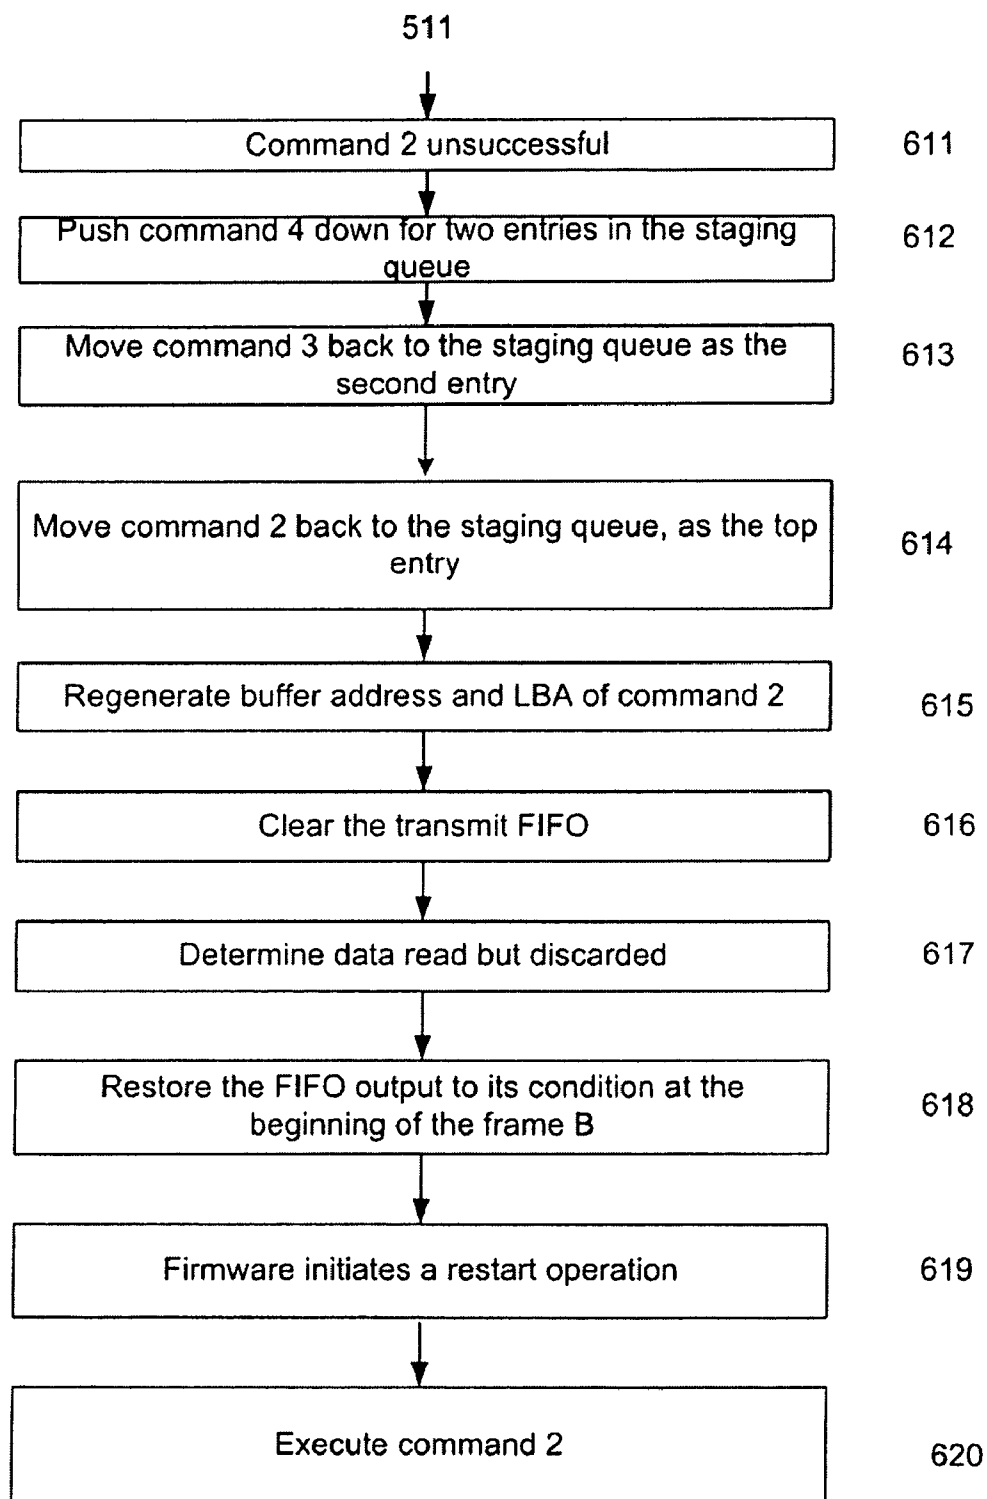 511
Command 2 unsuccessful
611
Push command 4 down for two entries in the staging
queue
612
Move command 3 back to the staging queue as the
second entry
613
Move command 2 back to the staging queue, as the top
entry
614
Regenerate buffer address and LBA of command 2
615
Clear the transmit FIFO
616
Determine data read but discarded
617
Restore the FIFO output to its condition at the
beginning of the frame B
618
Firmware initiates a restart operation
619
Execute command 2
620